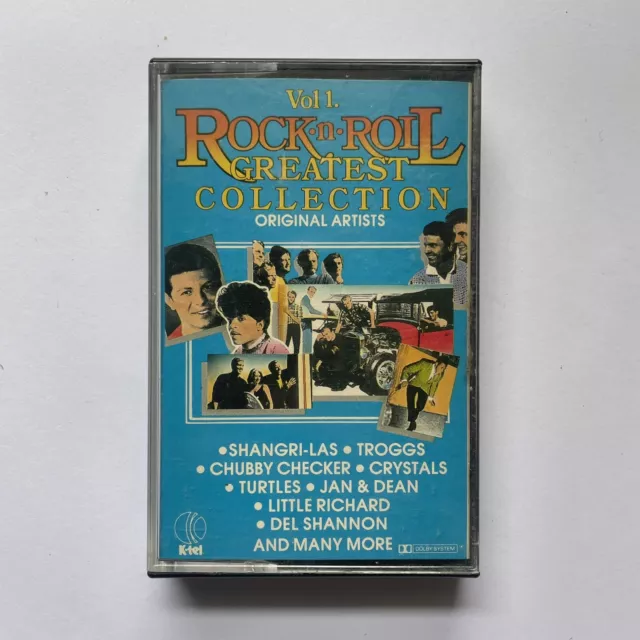 Vol 1.
ROCK·n·ROLL
GREATEST
COLLECTION
ORIGINAL ARTISTS
•SHANGRI-LAS • TROGGS
• CHUBBY CHECKER • CRYSTALS
• TURTLES • JAN & DEAN
• LITTLE RICHARD
• DEL SHANNON
AND MANY MORE
K-tel
DOLBY SYSTEM